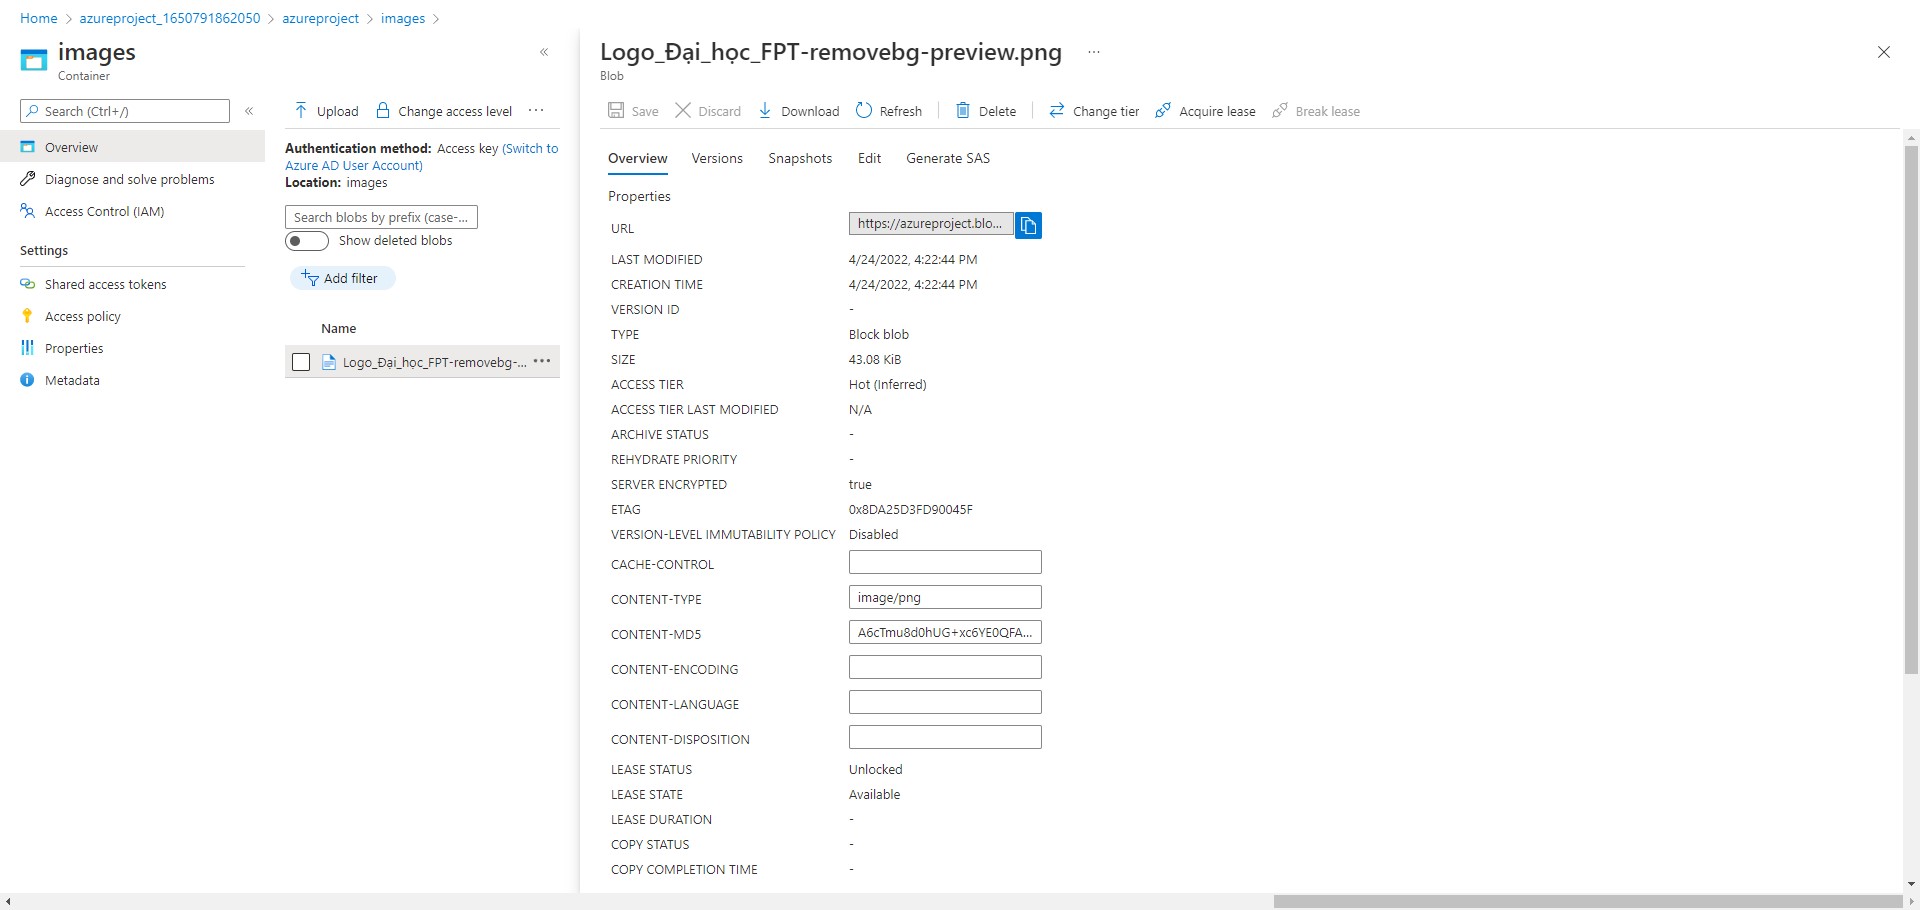 Home > azureproject_1650791862050 > azureproject > images >
images
Container
Search (Ctrl+/)
Overview
Diagnose and solve problems
Access Control (IAM)
Settings
Shared access tokens
Access policy
Properties
Metadata
Upload Change access level ...
Authentication method: Access key (Switch to
Azure AD User Account)
Location: images
Search blobs by prefix (case-...
Show deleted blobs
Add filter
Name
Logo_Đại_học_FPT-removebg-... ...
Logo_Đại_học_FPT-removebg-preview.png ...
Blob
Save Discard Download Refresh Delete Change tier Acquire lease Break lease
Overview Versions Snapshots Edit Generate SAS
Properties
URL https://azureproject.blo...
LAST MODIFIED 4/24/2022, 4:22:44 PM
CREATION TIME 4/24/2022, 4:22:44 PM
VERSION ID -
TYPE Block blob
SIZE 43.08 KiB
ACCESS TIER Hot (Inferred)
ACCESS TIER LAST MODIFIED N/A
ARCHIVE STATUS -
REHYDRATE PRIORITY -
SERVER ENCRYPTED true
ETAG 0x8DA25D3FD90045F
VERSION-LEVEL IMMUTABILITY POLICY Disabled
CACHE-CONTROL
CONTENT-TYPE image/png
CONTENT-MD5 A6cTmu8d0hUG+xc6YE0QFA...
CONTENT-ENCODING
CONTENT-LANGUAGE
CONTENT-DISPOSITION
LEASE STATUS Unlocked
LEASE STATE Available
LEASE DURATION -
COPY STATUS -
COPY COMPLETION TIME -